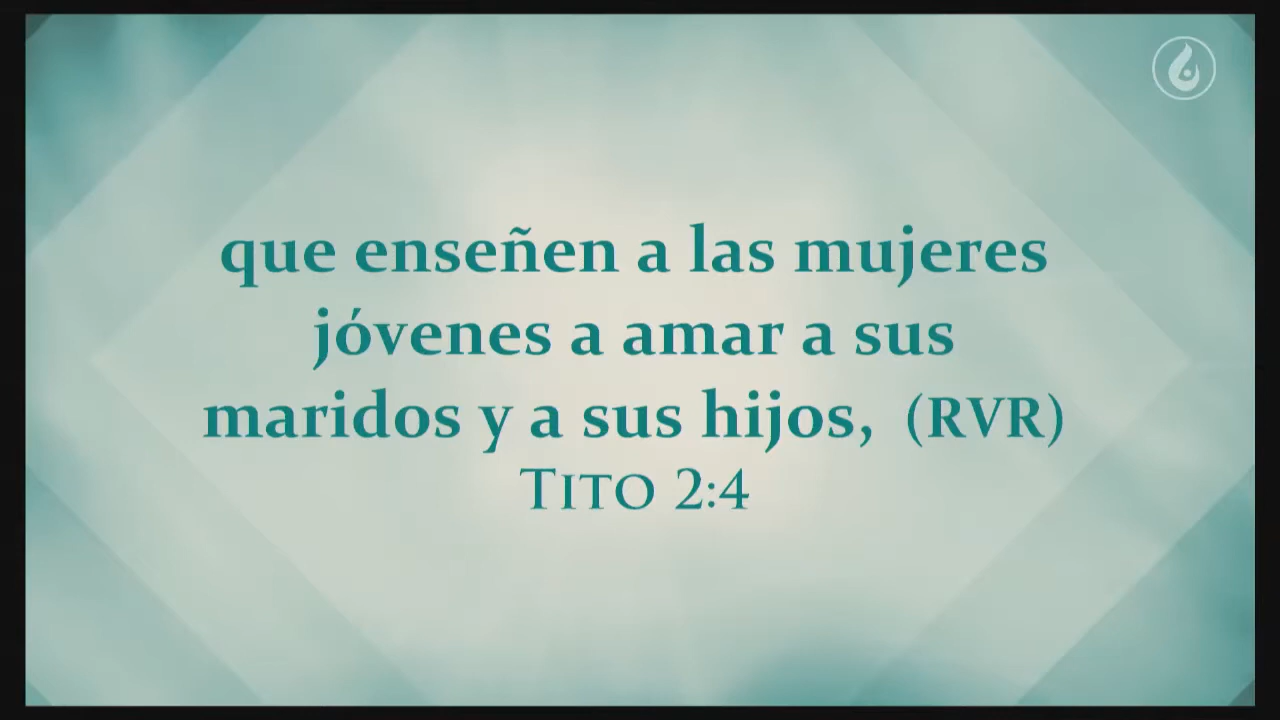 que enseñen a las mujeres
jóvenes a amar a sus
maridos y a sus hijos, (RVR)
Tito 2:4